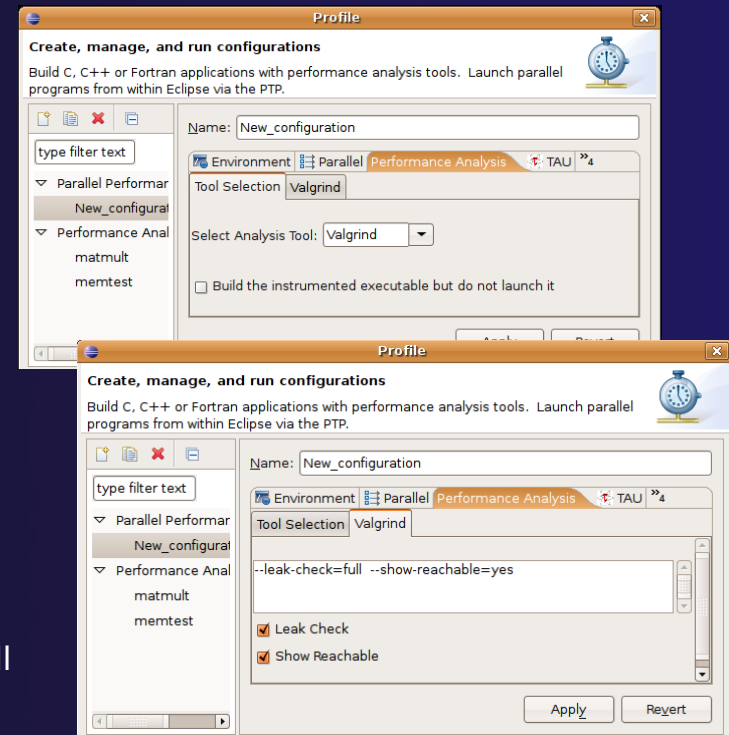 Profile
Create, manage, and run configurations
Build C, C++ or Fortran applications with performance analysis tools. Launch parallel
programs from within Eclipse via the PTP.
Name: New_configuration
type filter text
Environment Parallel Performance Analysis TAU »4
Parallel Performar
Tool Selection Valgrind
New_configurat
Performance Anal
Select Analysis Tool: Valgrind
matmult
memtest
Build the instrumented executable but do not launch it
Apply Revert
Profile
Create, manage, and run configurations
Build C, C++ or Fortran applications with performance analysis tools. Launch parallel
programs from within Eclipse via the PTP.
Name: New_configuration
type filter text
Environment Parallel Performance Analysis TAU »4
Parallel Performar
Tool Selection Valgrind
New_configurat
Performance Anal
--leak-check=full --show-reachable=yes
matmult
memtest
Leak Check
Show Reachable
Apply Revert